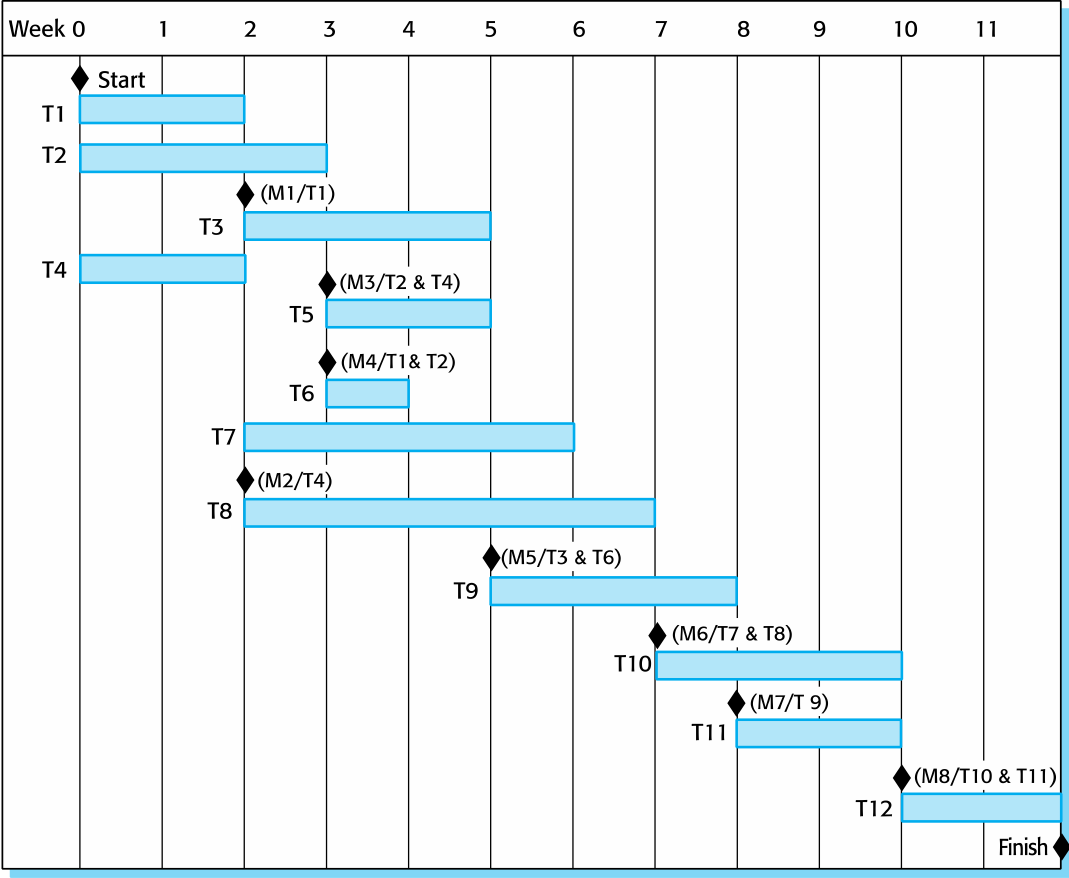 Week 0 1 2 3 4 5 6 7 8 9 10 11
Start
T1
T2
(M1/T1)
T3
T4
(M3/T2 & T4)
T5
(M4/T1& T2)
T6
T7
(M2/T4)
T8
(M5/T3 & T6)
T9
(M6/T7 & T8)
T10
(M7/T 9)
T11
(M8/T10 & T11)
T12
Finish